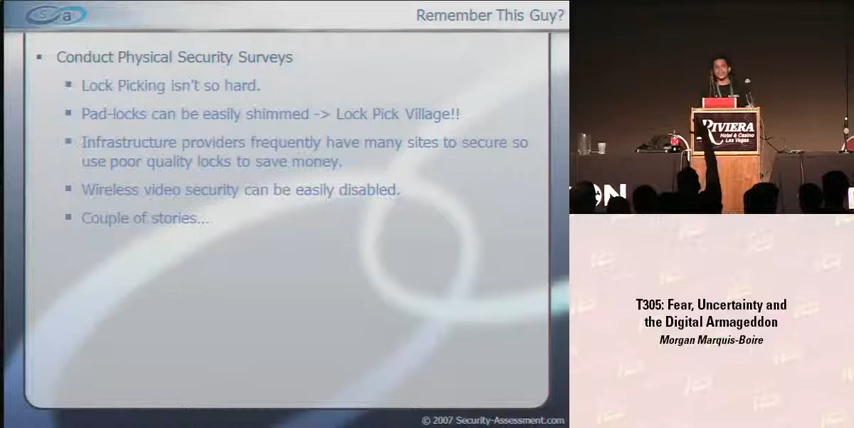 Sa
Remember This Guy?
Conduct Physical Security Surveys
Lock Picking isn't so hard.
Pad-locks can be easily shimmed -> Lock Pick Village!!
Infrastructure providers frequently have many sites to secure so
use poor quality locks to save money.
Wireless video security can be easily disabled.
Couple of stories...
© 2007 Security-Assessment.com
RIVIERA
Hotel & Casino
Las Vegas
T305: Fear, Uncertainty and
the Digital Armageddon
Morgan Marquis-Boire